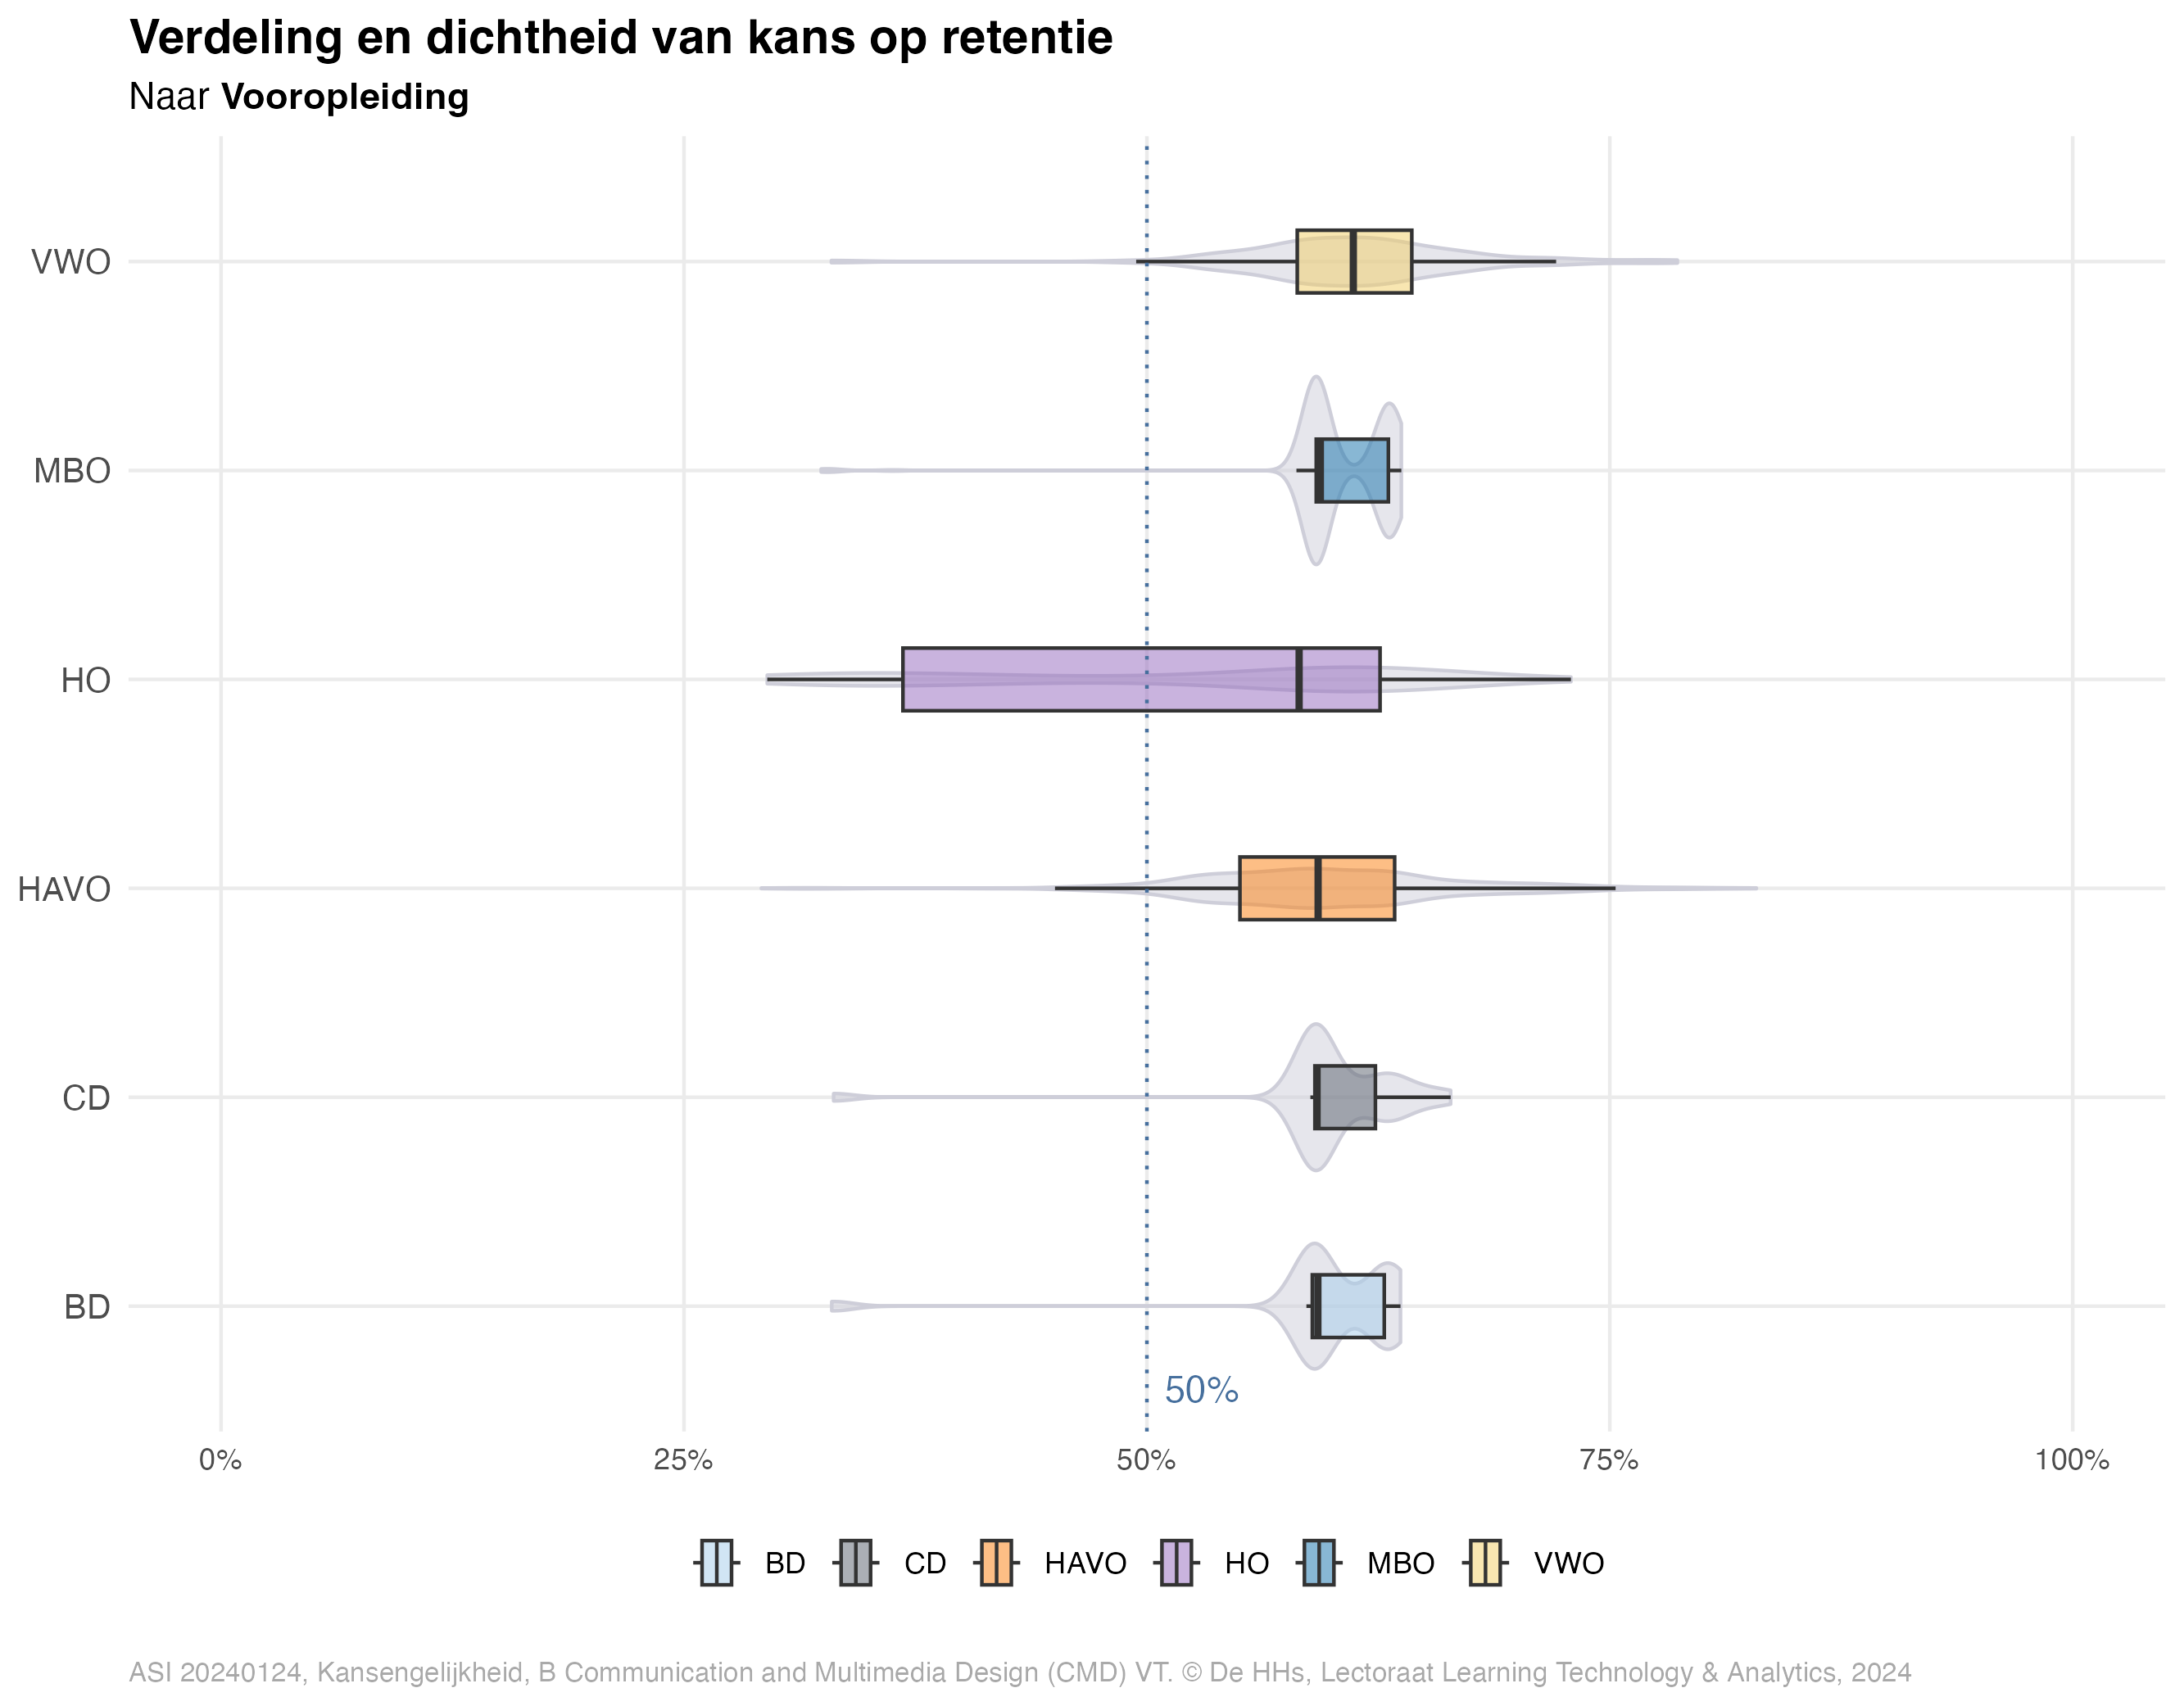 Verdeling en dichtheid van kans op retentie
Naar Vooropleiding
VWO
MBO
HO
HAVO
CD
BD
50%
0% 25% 50% 75% 100%
BD CD HAVO HO MBO VWO
ASI 20240124, Kansengelijkheid, B Communication and Multimedia Design (CMD) VT. © De HHs, Lectoraat Learning Technology & Analytics, 2024